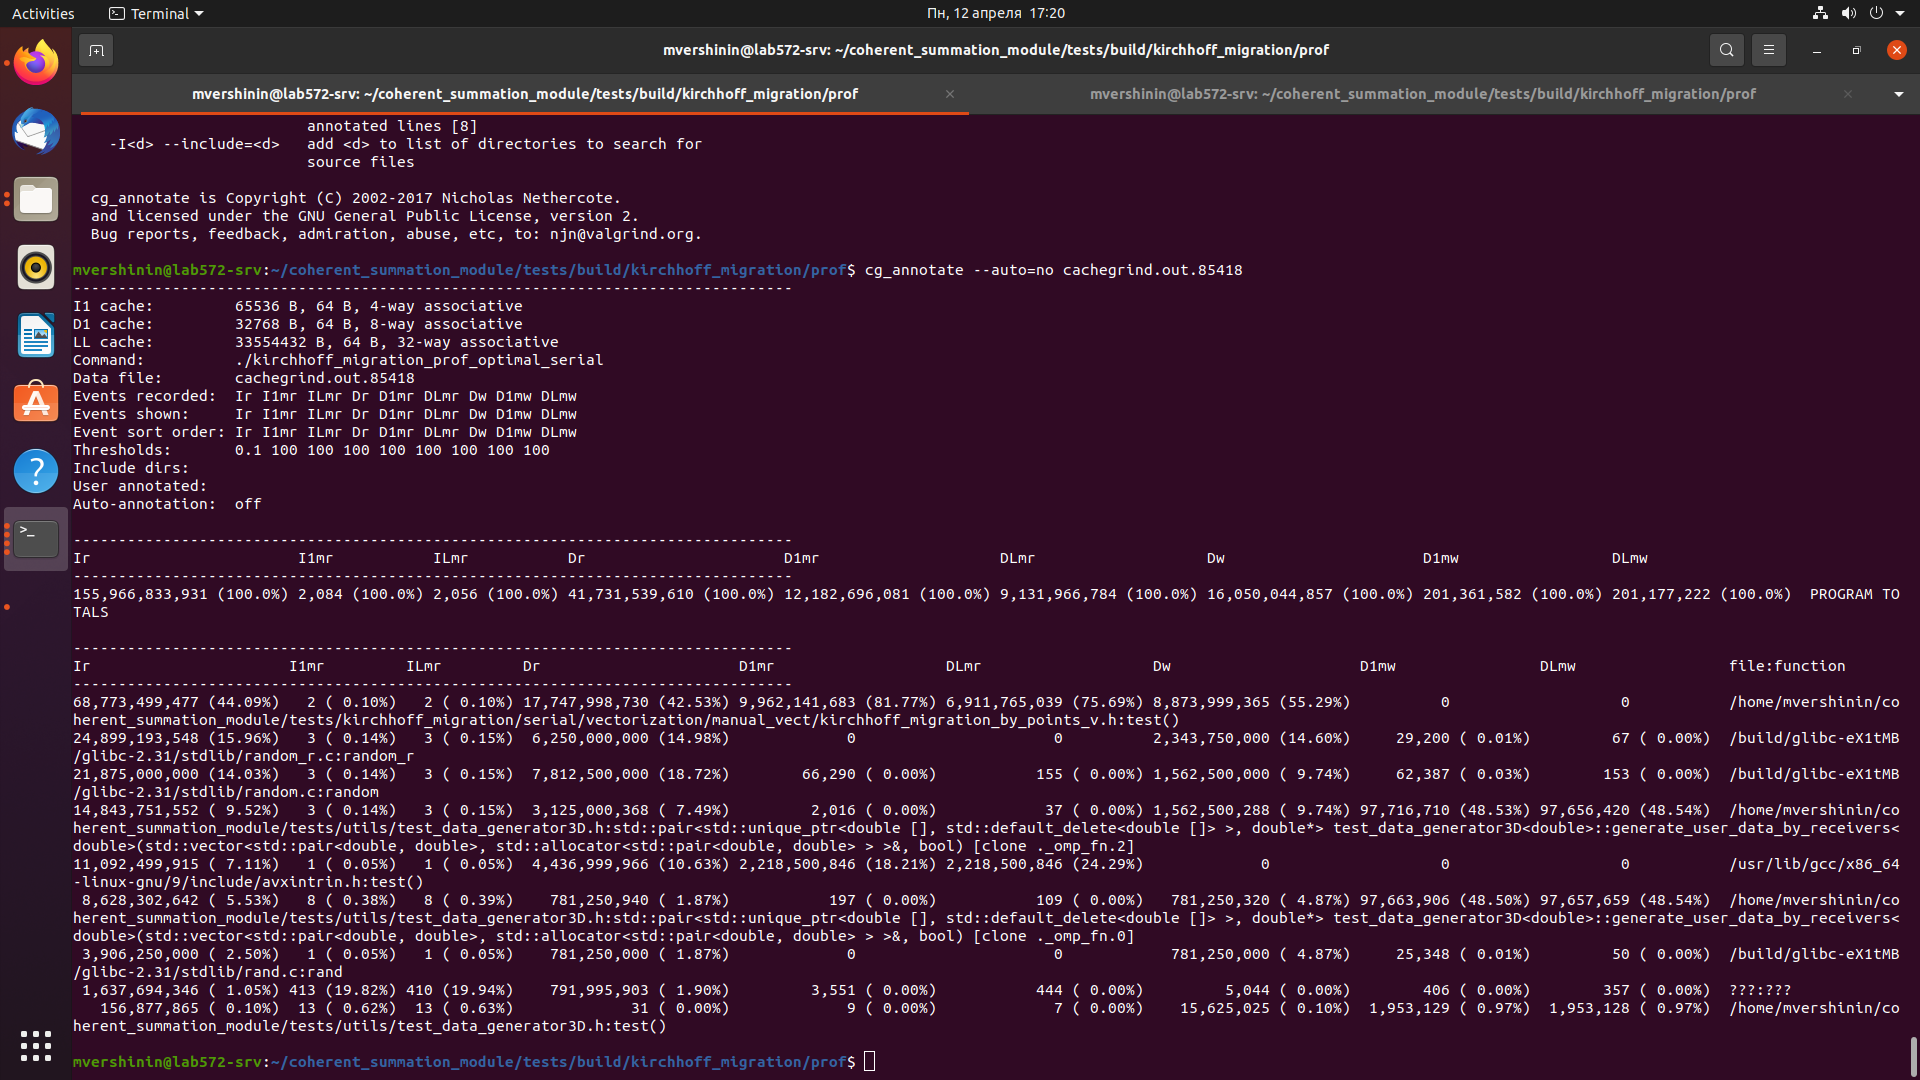 Activities
Terminal
Пн, 12 апреля 17:20
mvershinin@lab572-srv: ~/coherent_summation_module/tests/build/kirchhoff_migration/prof
mvershinin@lab572-srv: ~/coherent_summation_module/tests/build/kirchhoff_migration/prof
mvershinin@lab572-srv: ~/coherent_summation_module/tests/build/kirchhoff_migration/prof
annotated lines [8]
-I<d> --include=<d>   add <d> to list of directories to search for
source files
cg_annotate is Copyright (C) 2002-2017 Nicholas Nethercote.
and licensed under the GNU General Public License, version 2.
Bug reports, feedback, admiration, abuse, etc, to: njn@valgrind.org.
mvershinin@lab572-srv:~/coherent_summation_module/tests/build/kirchhoff_migration/prof$ cg_annotate --auto=no cachegrind.out.85418
--------------------------------------------------------------------------------
I1 cache:         65536 B, 64 B, 4-way associative
D1 cache:         32768 B, 64 B, 8-way associative
LL cache:         33554432 B, 64 B, 32-way associative
Command:          ./kirchhoff_migration_prof_optimal_serial
Data file:        cachegrind.out.85418
Events recorded:  Ir I1mr ILmr Dr D1mr DLmr Dw D1mw DLmw
Events shown:     Ir I1mr ILmr Dr D1mr DLmr Dw D1mw DLmw
Event sort order: Ir I1mr ILmr Dr D1mr DLmr Dw D1mw DLmw
Thresholds:       0.1 100 100 100 100 100 100 100 100
Include dirs:
User annotated:
Auto-annotation:  off
--------------------------------------------------------------------------------
Ir                       I1mr           ILmr           Dr                      D1mr                    DLmr                   Dw                      D1mw                 DLmw
--------------------------------------------------------------------------------
155,966,833,931 (100.0%) 2,084 (100.0%) 2,056 (100.0%) 41,731,539,610 (100.0%) 12,182,696,081 (100.0%) 9,131,966,784 (100.0%) 16,050,044,857 (100.0%) 201,361,582 (100.0%) 201,177,222 (100.0%)  PROGRAM TO
TALS
--------------------------------------------------------------------------------
Ir                      I1mr         ILmr         Dr                      D1mr                   DLmr                   Dw                     D1mw                DLmw                 file:function
--------------------------------------------------------------------------------
68,773,499,477 (44.09%)   2 ( 0.10%)   2 ( 0.10%) 17,747,998,730 (42.53%) 9,962,141,683 (81.77%) 6,911,765,039 (75.69%) 8,873,999,365 (55.29%)          0                   0           /home/mvershinin/co
herent_summation_module/tests/kirchhoff_migration/serial/vectorization/manual_vect/kirchhoff_migration_by_points_v.h:test()
24,899,193,548 (15.96%)   3 ( 0.14%)   3 ( 0.15%)  6,250,000,000 (14.98%)             0                      0          2,343,750,000 (14.60%)     29,200 ( 0.01%)         67 ( 0.00%)  /build/glibc-eX1tMB
/glibc-2.31/stdlib/random_r.c:random_r
21,875,000,000 (14.03%)   3 ( 0.14%)   3 ( 0.15%)  7,812,500,000 (18.72%)        66,290 ( 0.00%)           155 ( 0.00%) 1,562,500,000 ( 9.74%)     62,387 ( 0.03%)        153 ( 0.00%)  /build/glibc-eX1tMB
/glibc-2.31/stdlib/random.c:random
14,843,751,552 ( 9.52%)   3 ( 0.14%)   3 ( 0.15%)  3,125,000,368 ( 7.49%)         2,016 ( 0.00%)            37 ( 0.00%) 1,562,500,288 ( 9.74%) 97,716,710 (48.53%) 97,656,420 (48.54%)  /home/mvershinin/co
herent_summation_module/tests/utils/test_data_generator3D.h:std::pair<std::unique_ptr<double [], std::default_delete<double []> >, double*> test_data_generator3D<double>::generate_user_data_by_receivers<
double>(std::vector<std::pair<double, double>, std::allocator<std::pair<double, double> > >&, bool) [clone ._omp_fn.2]
11,092,499,915 ( 7.11%)   1 ( 0.05%)   1 ( 0.05%)  4,436,999,966 (10.63%) 2,218,500,846 (18.21%) 2,218,500,846 (24.29%)             0                   0                   0           /usr/lib/gcc/x86_64
-linux-gnu/9/include/avxintrin.h:test()
8,628,302,642 ( 5.53%)   8 ( 0.38%)   8 ( 0.39%)    781,250,940 ( 1.87%)           197 ( 0.00%)           109 ( 0.00%)   781,250,320 ( 4.87%) 97,663,906 (48.50%) 97,657,659 (48.54%)  /home/mvershinin/co
herent_summation_module/tests/utils/test_data_generator3D.h:std::pair<std::unique_ptr<double [], std::default_delete<double []> >, double*> test_data_generator3D<double>::generate_user_data_by_receivers<
double>(std::vector<std::pair<double, double>, std::allocator<std::pair<double, double> > >&, bool) [clone ._omp_fn.0]
3,906,250,000 ( 2.50%)   1 ( 0.05%)   1 ( 0.05%)    781,250,000 ( 1.87%)             0                      0            781,250,000 ( 4.87%)     25,348 ( 0.01%)         50 ( 0.00%)  /build/glibc-eX1tMB
/glibc-2.31/stdlib/rand.c:rand
1,637,694,346 ( 1.05%) 413 (19.82%) 410 (19.94%)    791,995,903 ( 1.90%)         3,551 ( 0.00%)           444 ( 0.00%)         5,044 ( 0.00%)        406 ( 0.00%)        357 ( 0.00%)  ???:???
156,877,865 ( 0.10%)  13 ( 0.62%)  13 ( 0.63%)             31 ( 0.00%)             9 ( 0.00%)             7 ( 0.00%)    15,625,025 ( 0.10%)  1,953,129 ( 0.97%)  1,953,128 ( 0.97%)  /home/mvershinin/co
herent_summation_module/tests/utils/test_data_generator3D.h:test()
mvershinin@lab572-srv:~/coherent_summation_module/tests/build/kirchhoff_migration/prof$